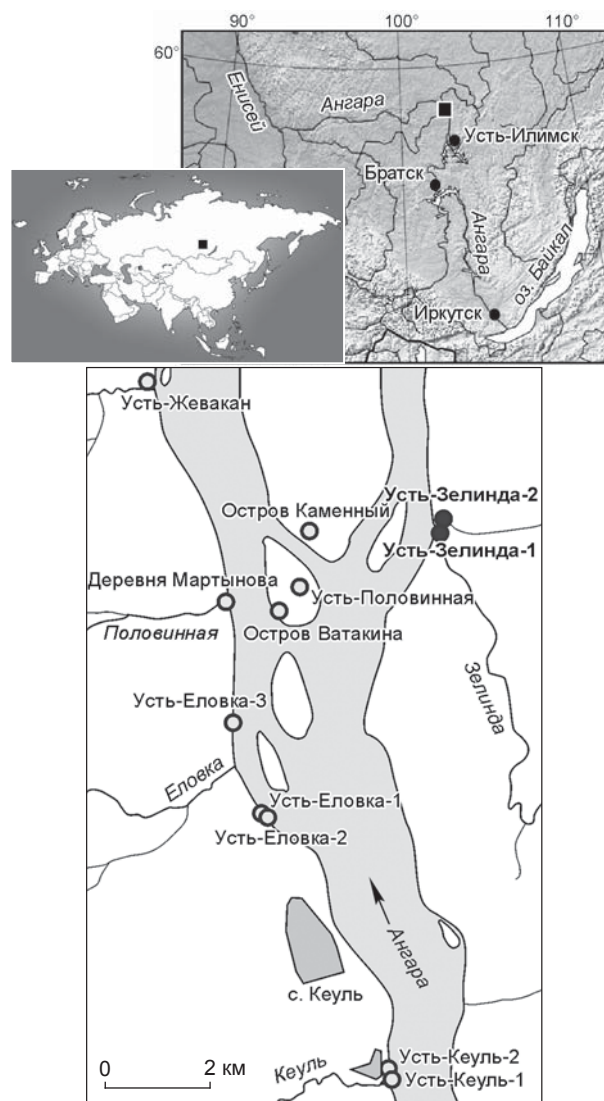 90°
100°
110°
60°
Енисей
Ангара
Усть-Илимск
Братск
Ангара
оз. Байкал
Иркутск
Усть-Жевакан
Усть-Зелинда-2
Остров Каменный
Усть-Зелинда-1
Деревня Мартынова
Усть-Половинная
Половинная
Остров Ватакина
Зелинда
Усть-Еловка-3
Еловка
Усть-Еловка-1
Усть-Еловка-2
Ангара
с. Кеуль
0 2 км
Кеуль
Усть-Кеуль-2
Усть-Кеуль-1